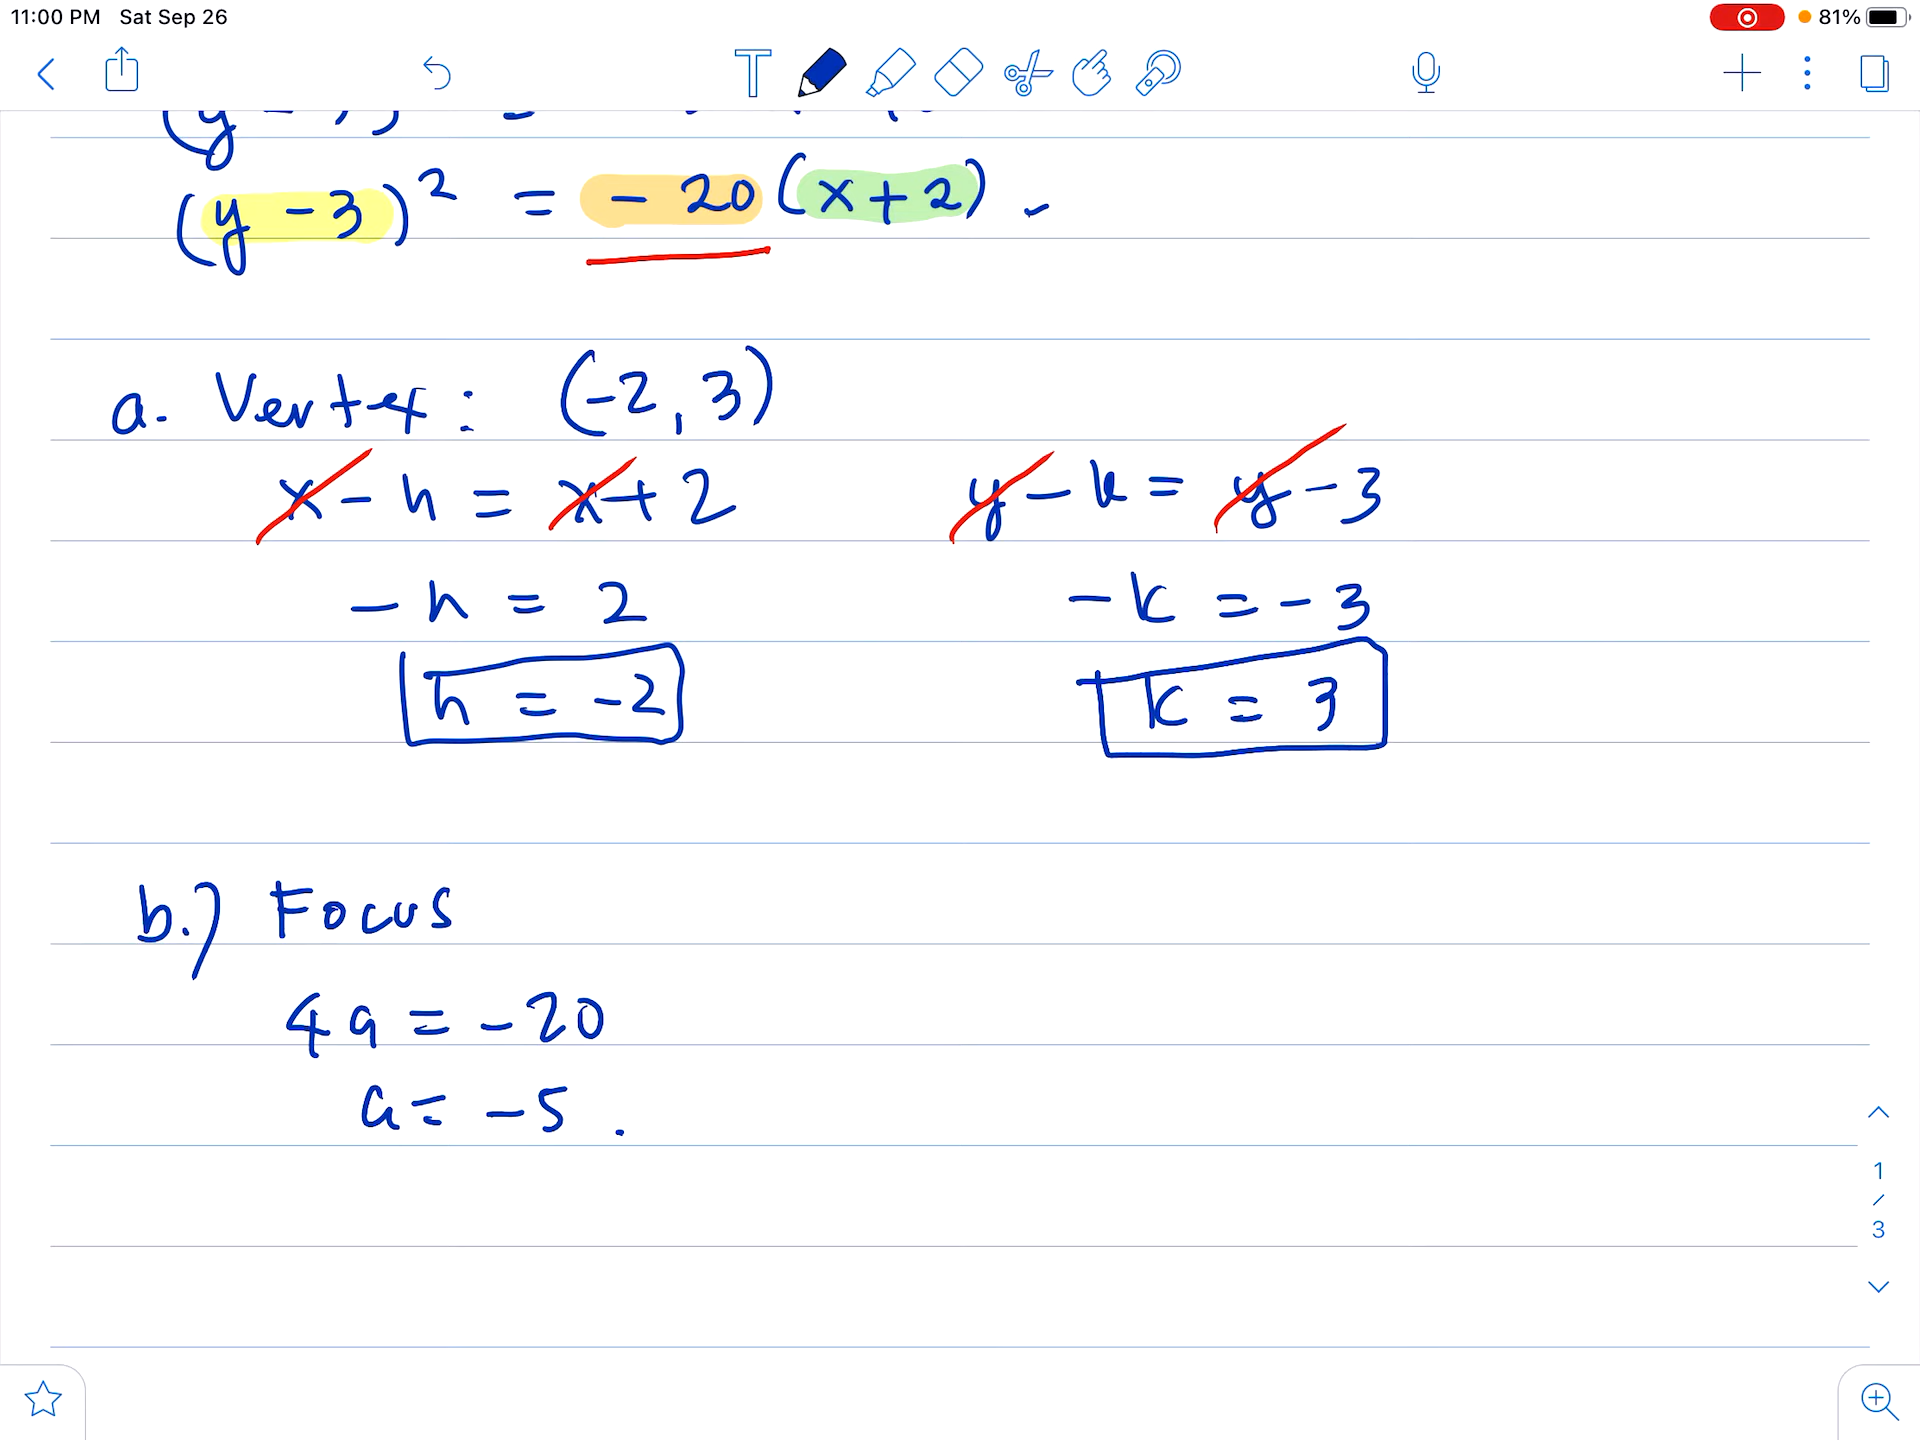 11:00 PM Sat Sep 26 81%
T
(y - 3)² = - 20 (x + 2) .
a. Vertex : (-2, 3)
x - h = x + 2 y - k = y - 3
- h = 2 - k = - 3
h = -2 k = 3
b.) Focus
4a = - 20
a = - 5 .
1
/
3